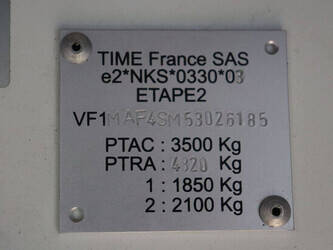 TIME France SAS
e2*NKS*0330*03
ETAPE2
VF1MAF4SM53026185
PTAC : 3500 Kg
PTRA : 4320 Kg
1 : 1850 Kg
2 : 2100 Kg